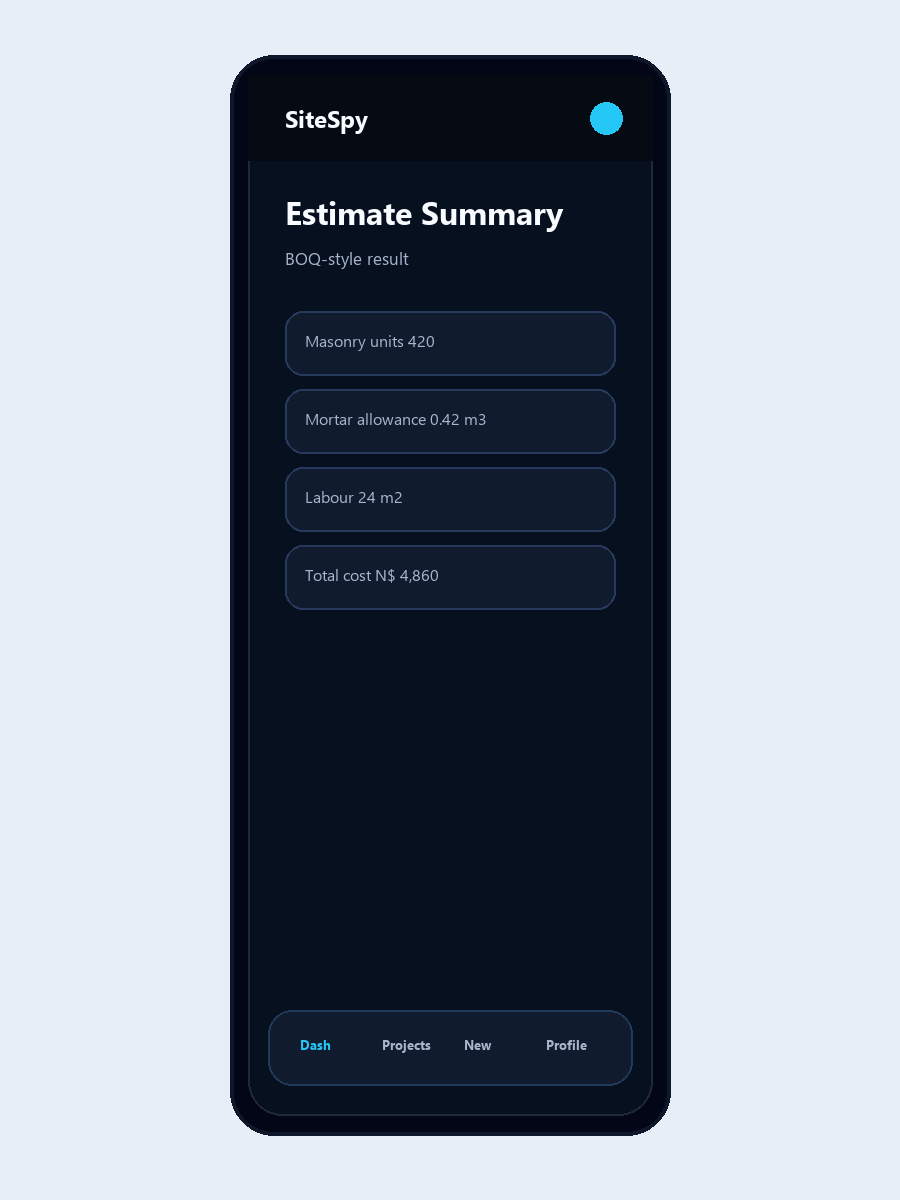 SiteSpy
Estimate Summary
BOQ-style result
Masonry units 420
Mortar allowance 0.42 m3
Labour 24 m2
Total cost N$ 4,860
Dash Projects New Profile